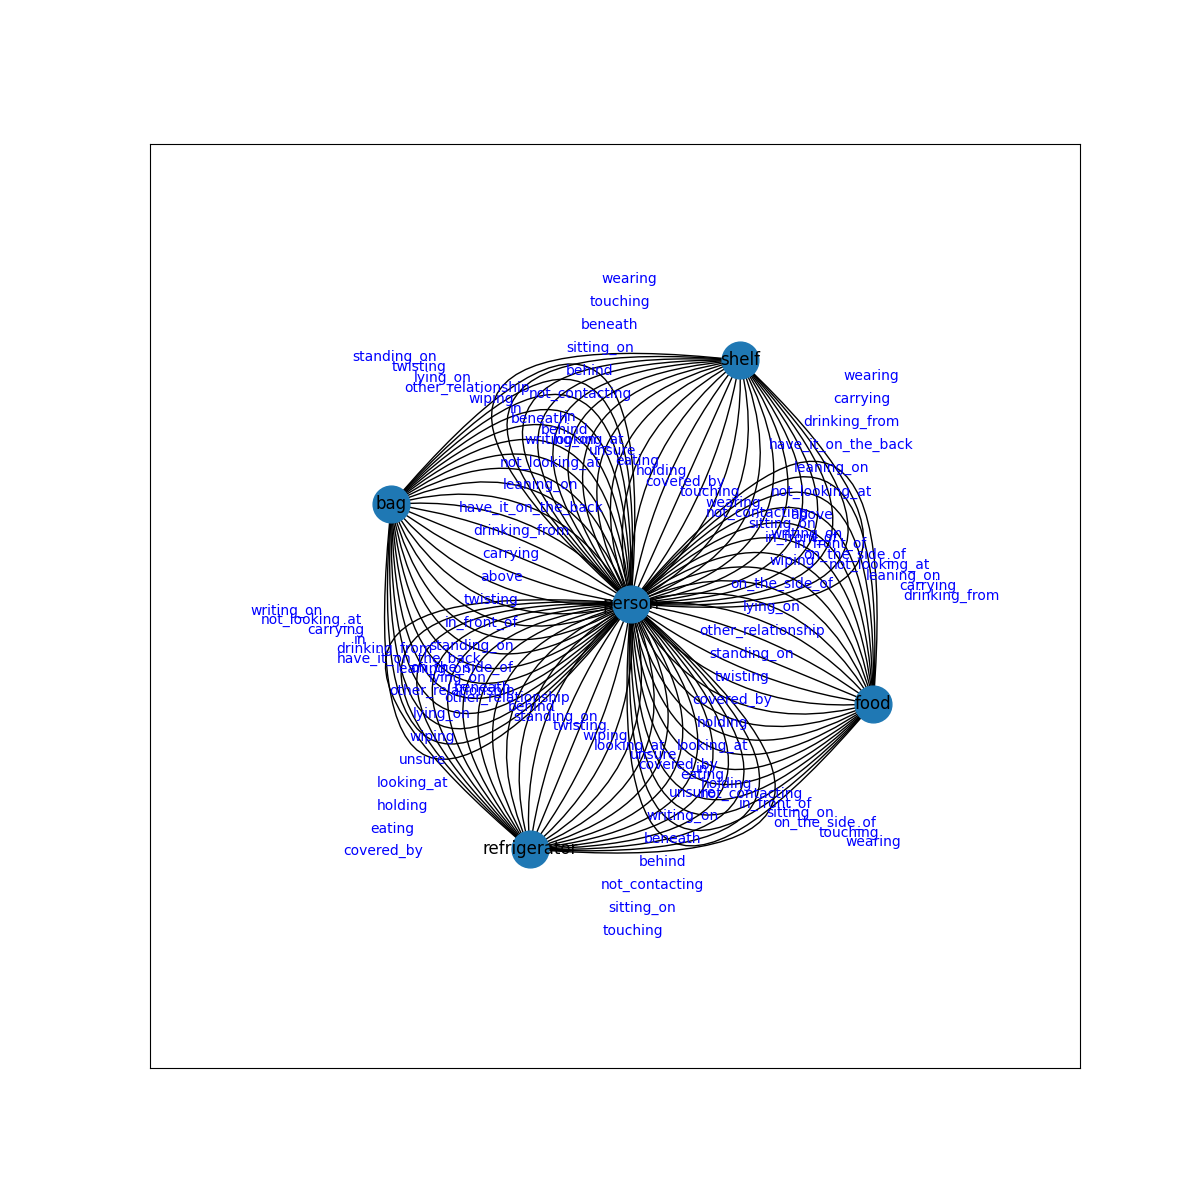 wearing
touching
beneath
sitting_on
standing_on
shelf
twisting
behind
wearing
lying_on
other_relationship
not_contacting
wiping
carrying
in
in
beneath
drinking_from
behind
writing_on
looking_at
have_it_on_the_back
unsure
not_looking_at
eating
leaning_on
holding
leaning_on
covered_by
touching
not_looking_at
bag
wearing
have_it_on_the_back
not_contacting
above
sitting_on
drinking_from
writing_on
in_front_of
in_front_of
carrying
on_the_side_of
wiping
not_looking_at
above
leaning_on
on_the_side_of
carrying
twisting
drinking_from
person
lying_on
writing_on
not_looking_at
in_front_of
carrying
other_relationship
in
standing_on
drinking_from
standing_on
have_it_on_the_back
leaning_on
on_the_side_of
lying_on
twisting
beneath
other_relationship
other_relationship
covered_by
food
behind
lying_on
standing_on
holding
twisting
wiping
wiping
looking_at
looking_at
unsure
unsure
covered_by
in
eating
looking_at
holding
unsure
not_contacting
holding
in_front_of
sitting_on
writing_on
eating
on_the_side_of
touching
beneath
wearing
covered_by
refrigerator
behind
not_contacting
sitting_on
touching